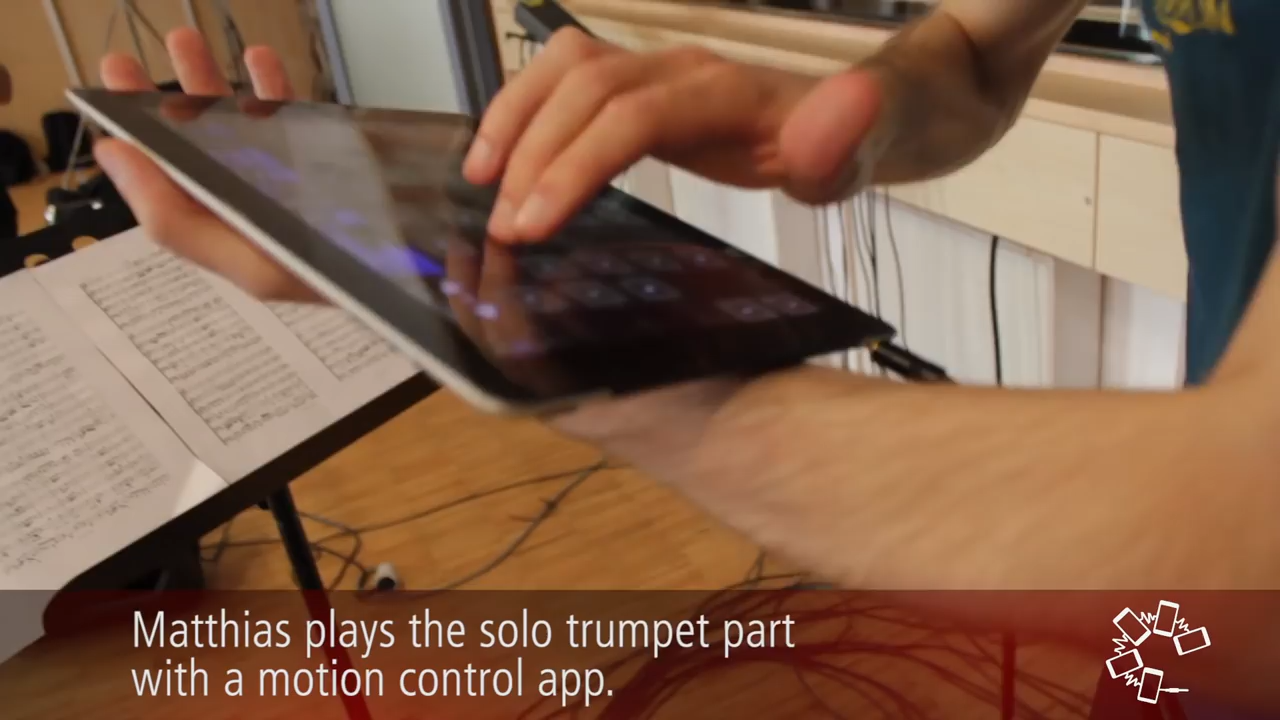 Matthias plays the solo trumpet part
with a motion control app.